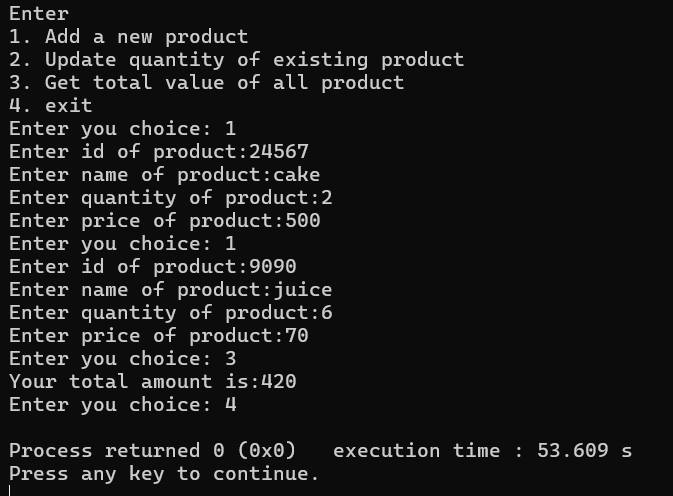 Enter
1. Add a new product
2. Update quantity of existing product
3. Get total value of all product
4. exit
Enter you choice: 1
Enter id of product:24567
Enter name of product:cake
Enter quantity of product:2
Enter price of product:500
Enter you choice: 1
Enter id of product:9090
Enter name of product:juice
Enter quantity of product:6
Enter price of product:70
Enter you choice: 3
Your total amount is:420
Enter you choice: 4

Process returned 0 (0x0)   execution time : 53.609 s
Press any key to continue.